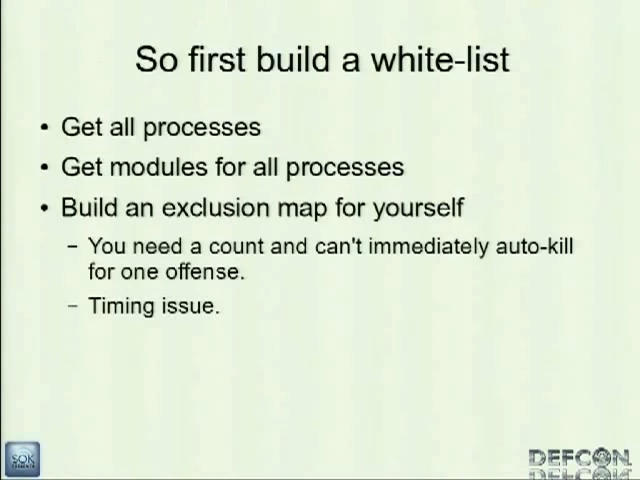 So first build a white-list
• Get all processes
• Get modules for all processes
• Build an exclusion map for yourself
– You need a count and can't immediately auto-kill
for one offense.
– Timing issue.
SOK
DEFCON